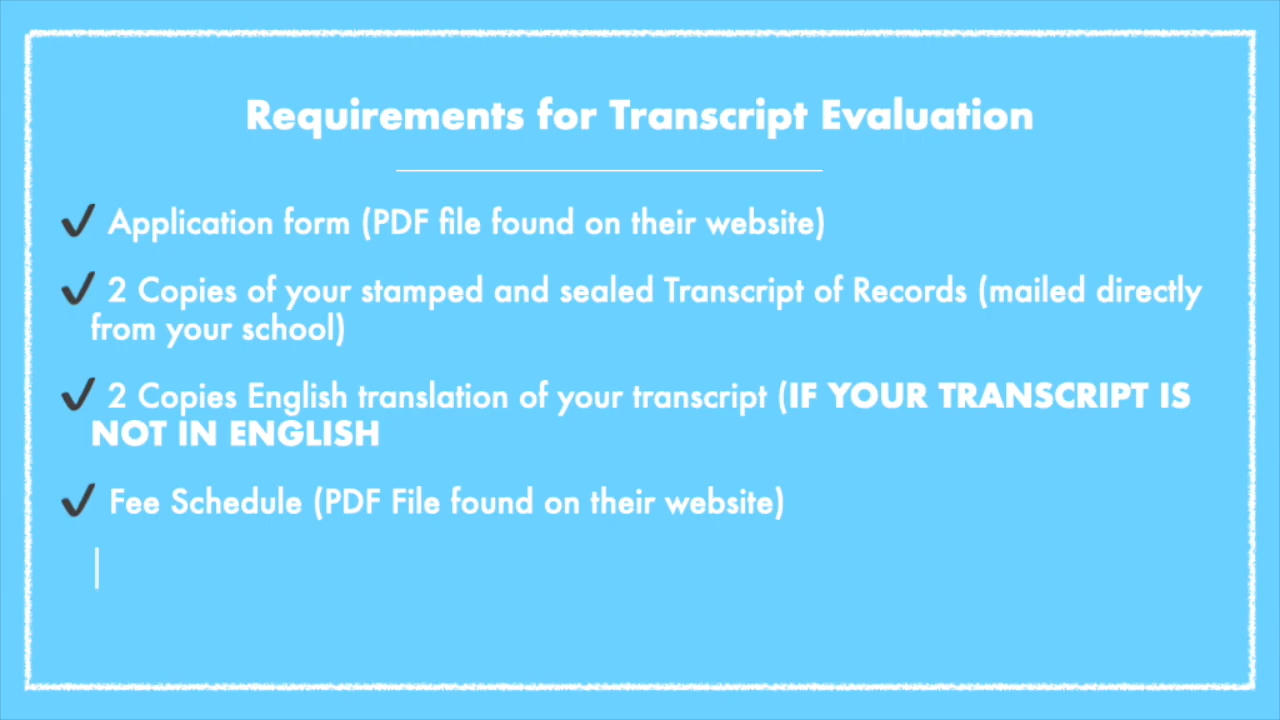 Requirements for Transcript Evaluation
✔ Application form (PDF file found on their website)
✔ 2 Copies of your stamped and sealed Transcript of Records (mailed directly
from your school)
✔ 2 Copies English translation of your transcript (IF YOUR TRANSCRIPT IS
NOT IN ENGLISH
✔ Fee Schedule (PDF File found on their website)